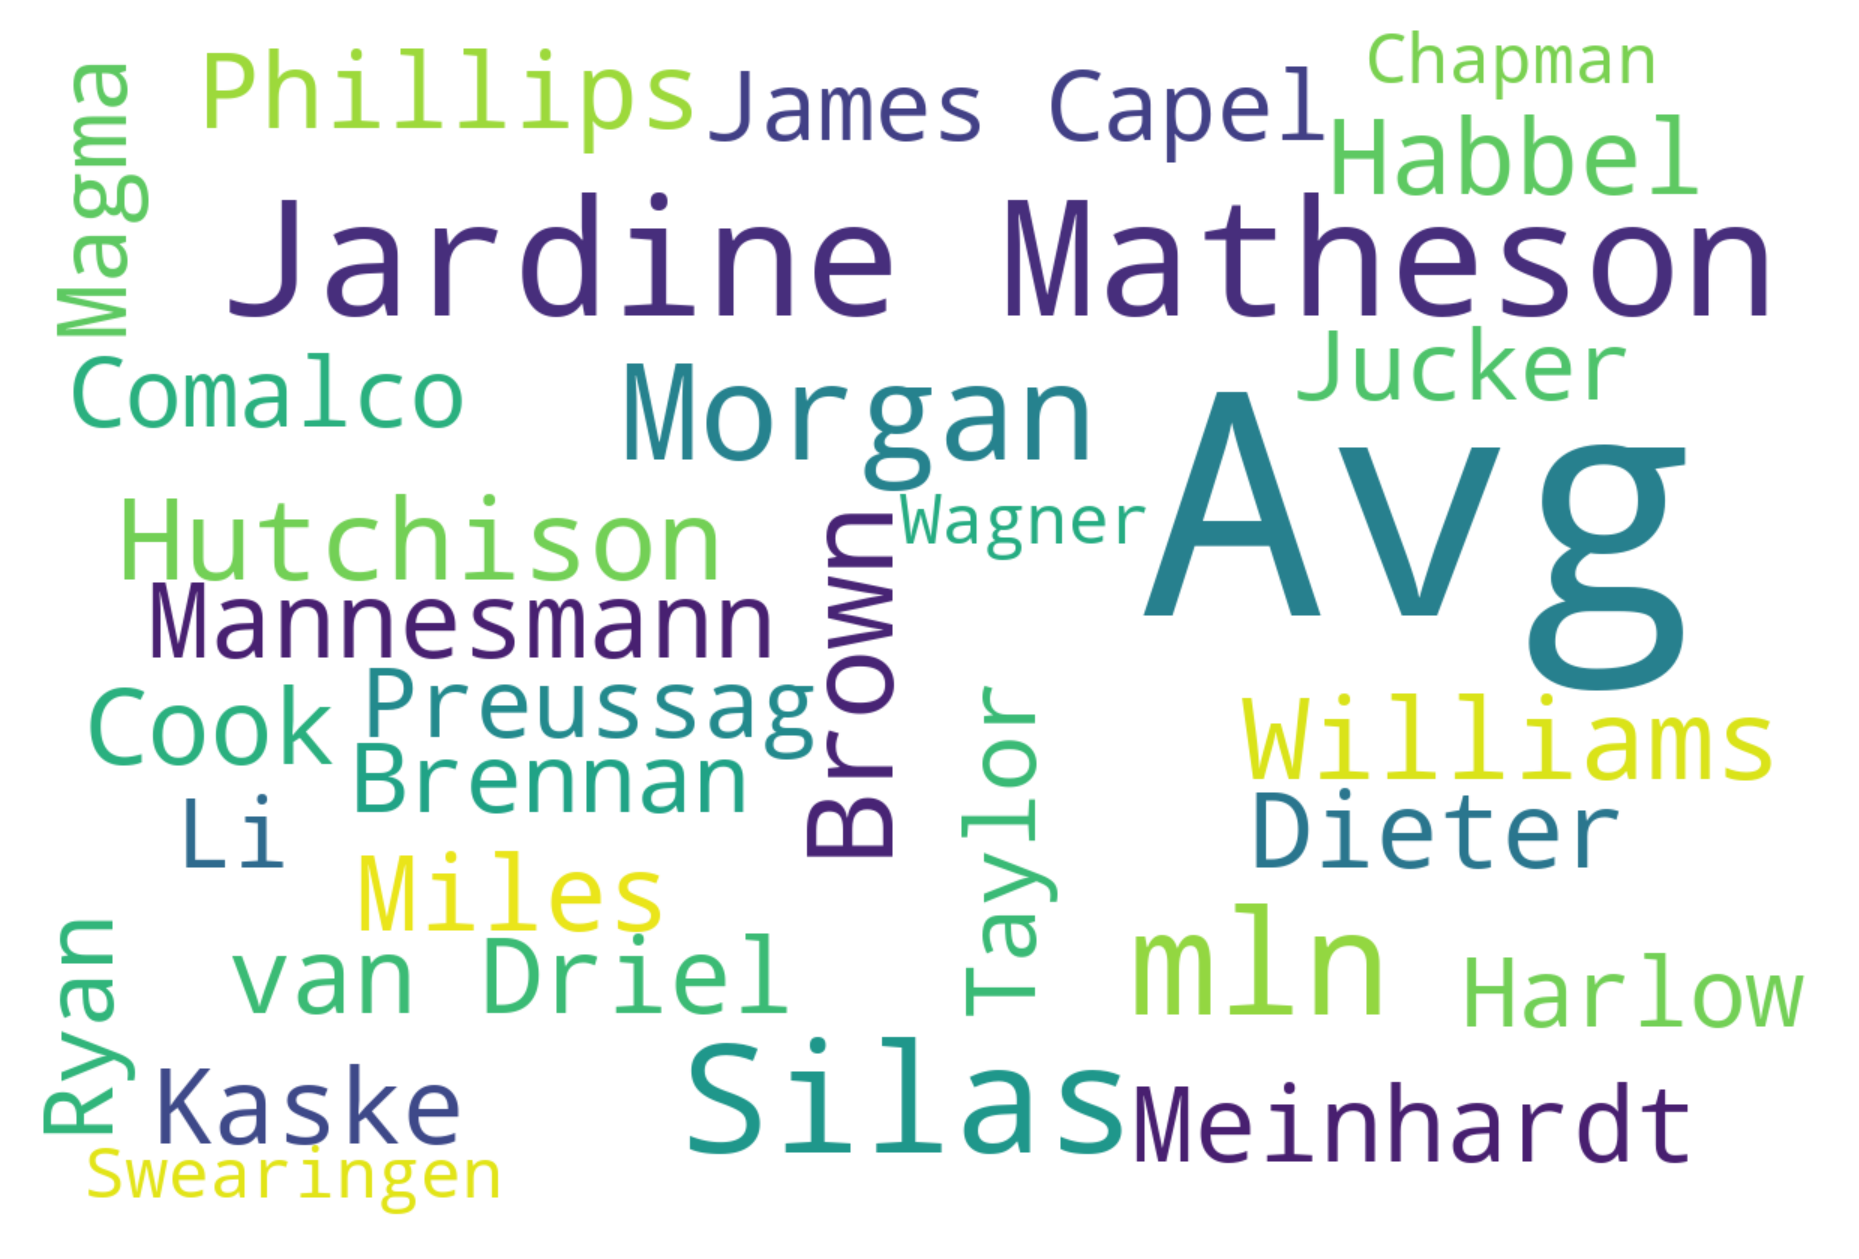 Chapman
Phillips
James Capel
Magma
Habbel
Jardine Matheson
Jucker
Comalco
Morgan
Avg
Hutchison
Wagner
Brown
Mannesmann
Preussag
Cook
Williams
Taylor
Brennan
Dieter
Li
Miles
mln
Ryan
van Driel
Harlow
Silas
Kaske
Meinhardt
Swearingen